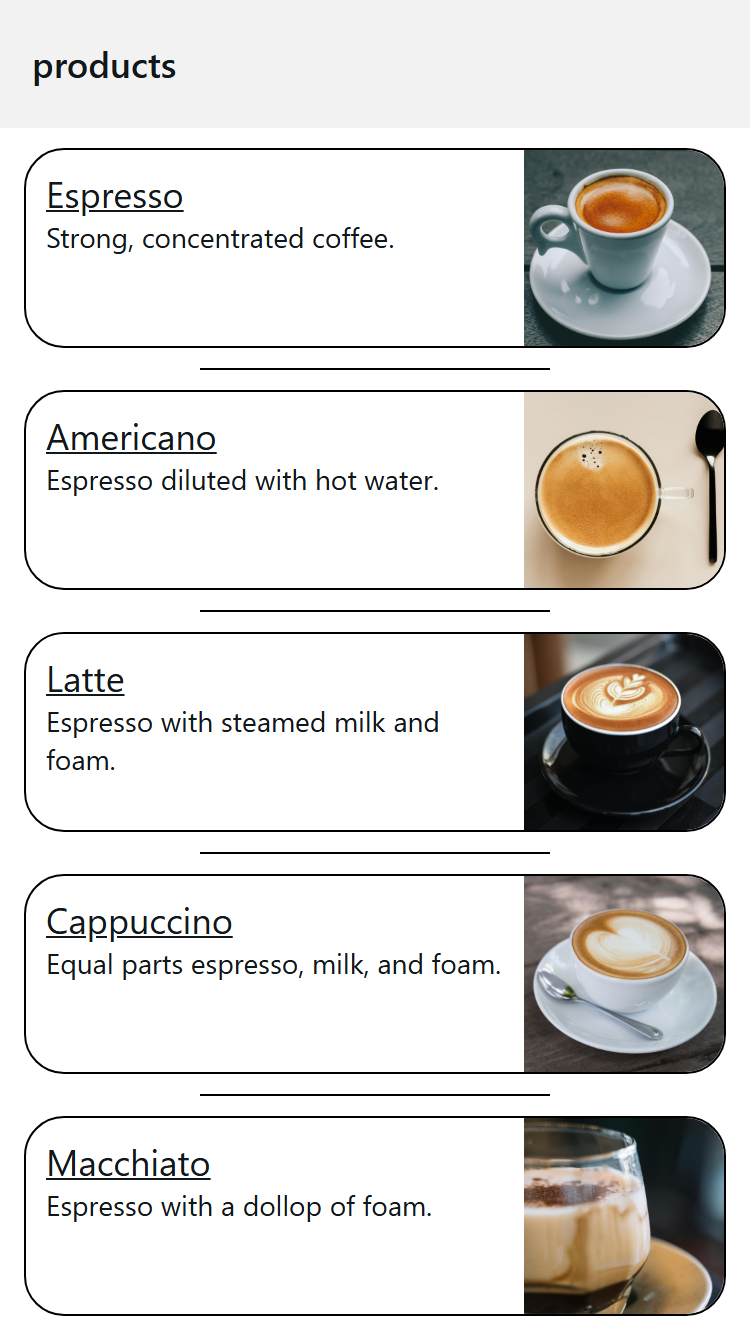 products
Espresso
Strong, concentrated coffee.
Americano
Espresso diluted with hot water.
Latte
Espresso with steamed milk and
foam.
Cappuccino
Equal parts espresso, milk, and foam.
Macchiato
Espresso with a dollop of foam.